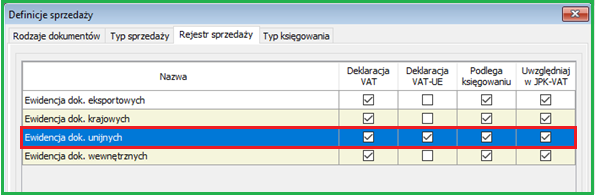 Definicje sprzedaży
Rodzaje dokumentów Typ sprzedaży Rejestr sprzedaży Typ księgowania
Nazwa Deklaracja VAT Deklaracja VAT-UE Podlega księgowaniu Uwzględniaj w JPK-VAT
Ewidencja dok. eksportowych
Ewidencja dok. krajowych
Ewidencja dok. unijnych
Ewidencja dok. wewnętrznych